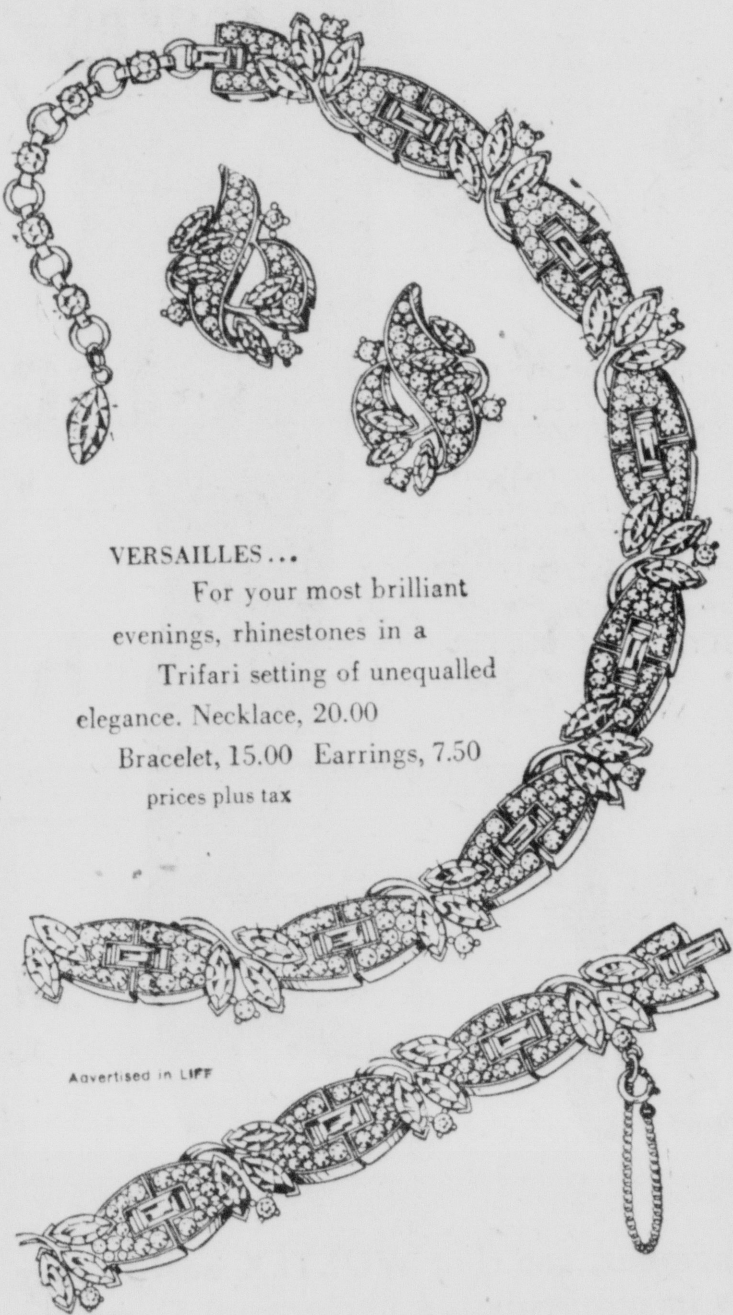 VERSAILLES...
For your most brilliant
evenings, rhinestones in a
Trifari setting of unequalled
elegance. Necklace, 20.00
Bracelet, 15.00 Earrings, 7.50
prices plus tax
Advertised in LIFE